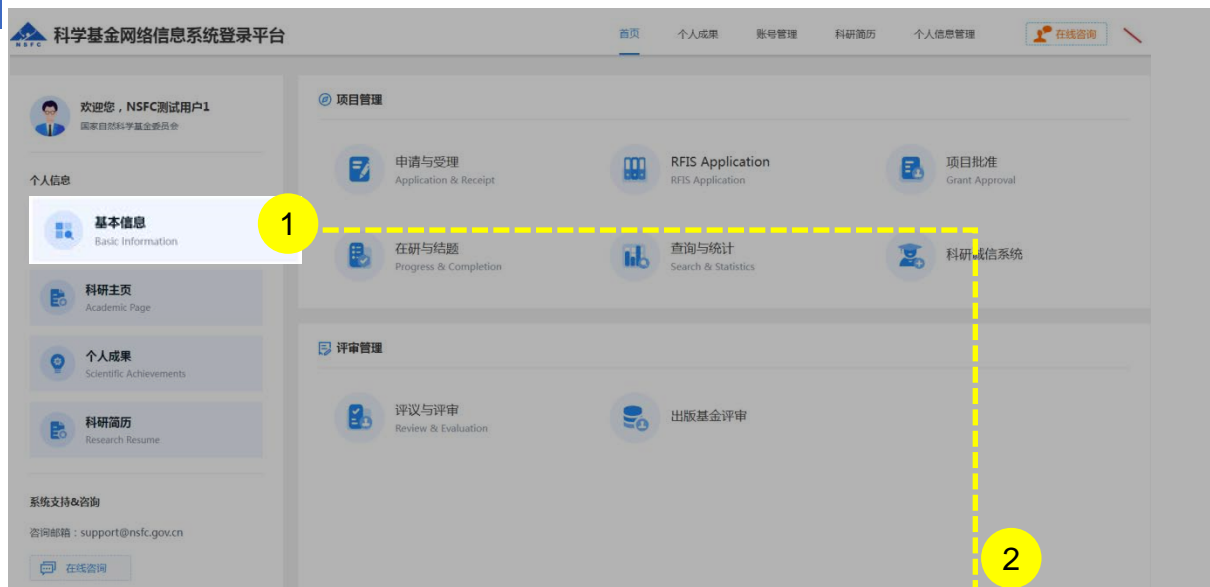 NSFC
科学基金网络信息系统登录平台
首页 个人成果 账号管理 科研简历 个人信息管理 在线咨询
欢迎您，NSFC测试用户1
国家自然科学基金委员会
个人信息
基本信息
Basic Information
1
科研主页
Academic Page
个人成果
Scientific Achievements
科研简历
Research Resume
系统支持&咨询
咨询邮箱：support@nsfc.gov.cn
在线咨询
项目管理
申请与受理
Application & Receipt
RFIS Application
RFIS Application
项目批准
Grant Approval
在研与结题
Progress & Completion
查询与统计
Search & Statistics
科研诚信系统
评审管理
评议与评审
Review & Evaluation
出版基金评审
2